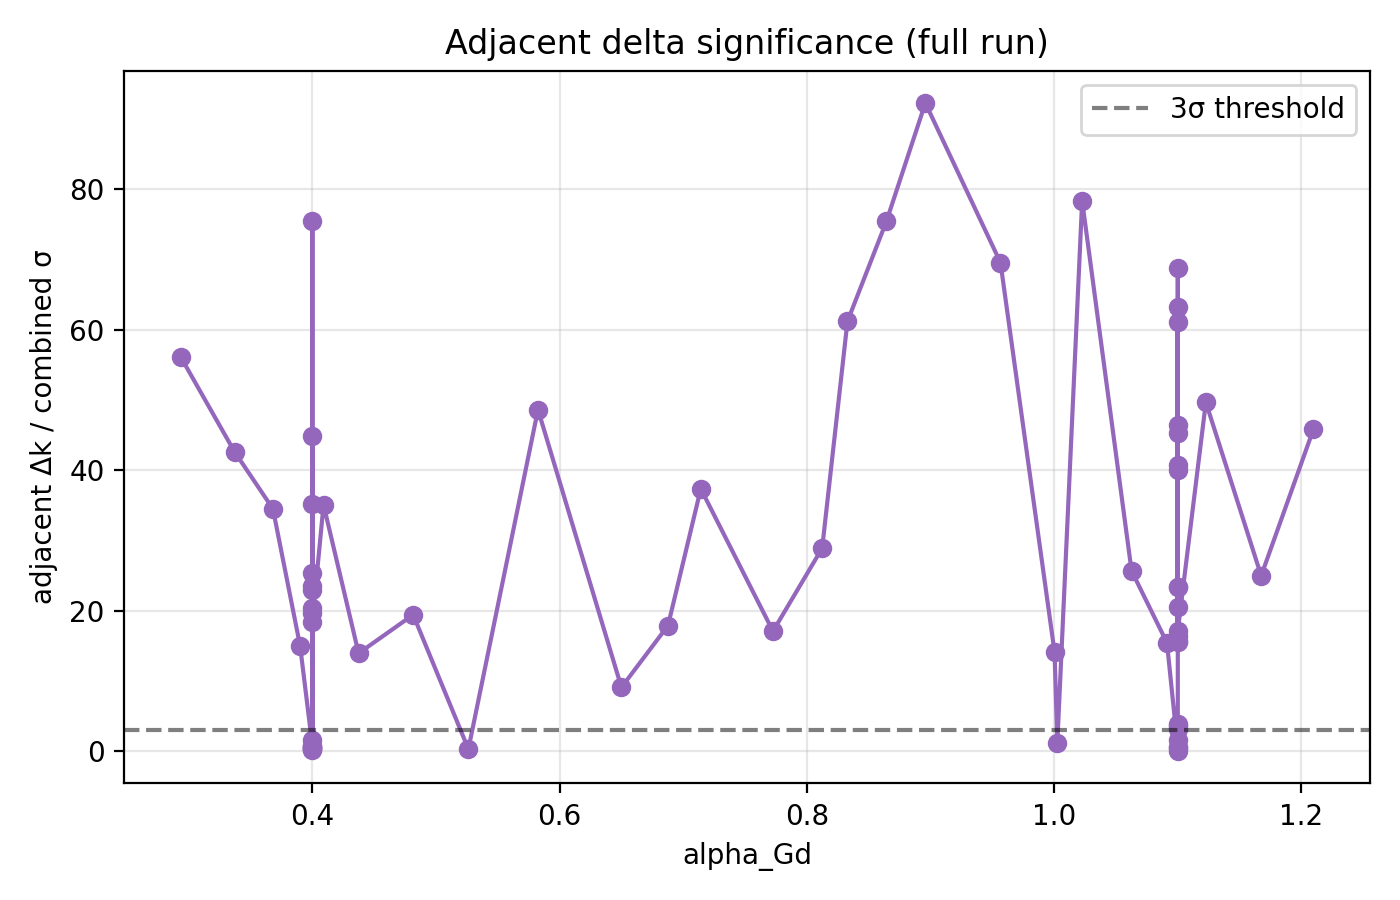 Adjacent delta significance (full run)
3σ threshold
adjacent Δk / combined σ
80
60
40
20
0
0.4
0.6
0.8
1.0
1.2
alpha_Gd